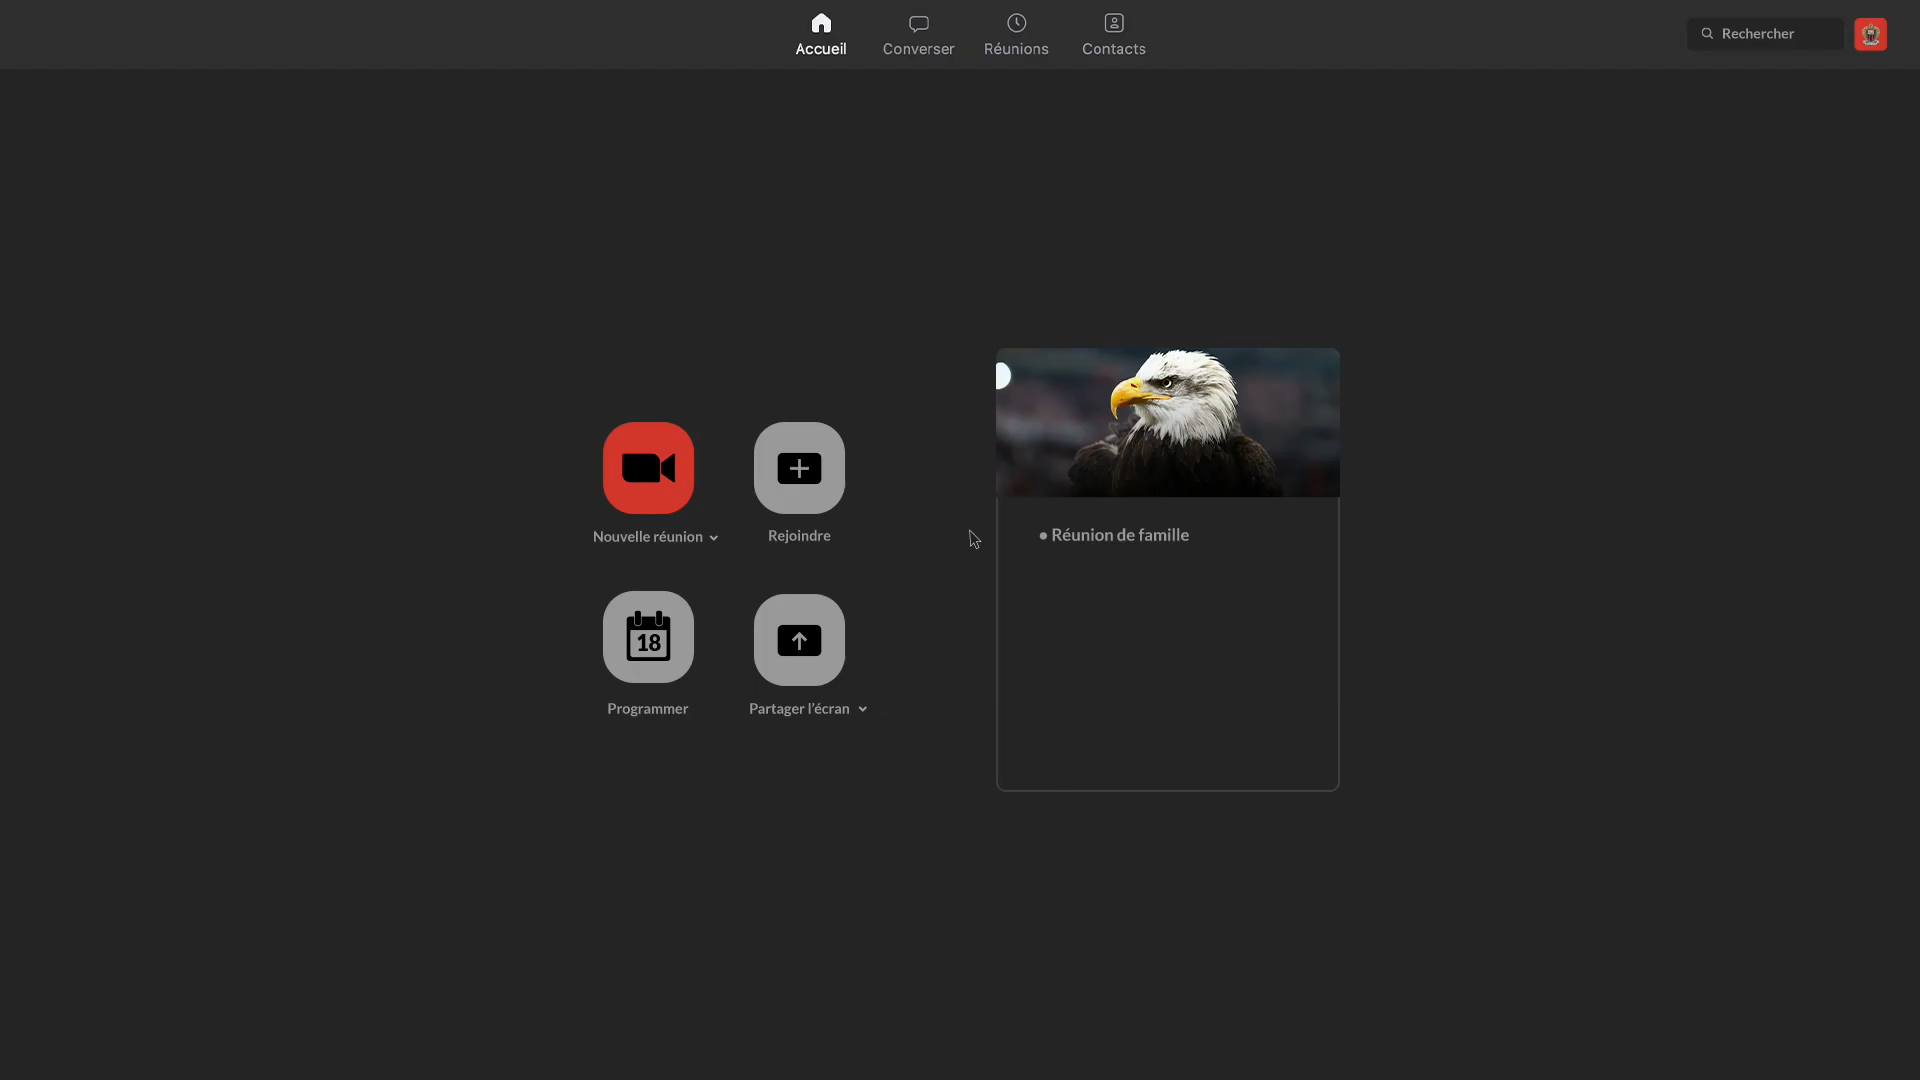 Accueil
Converser
Réunions
Contacts
Rechercher
Nouvelle réunion
Rejoindre
18
Programmer
Partager l'écran
• Réunion de famille